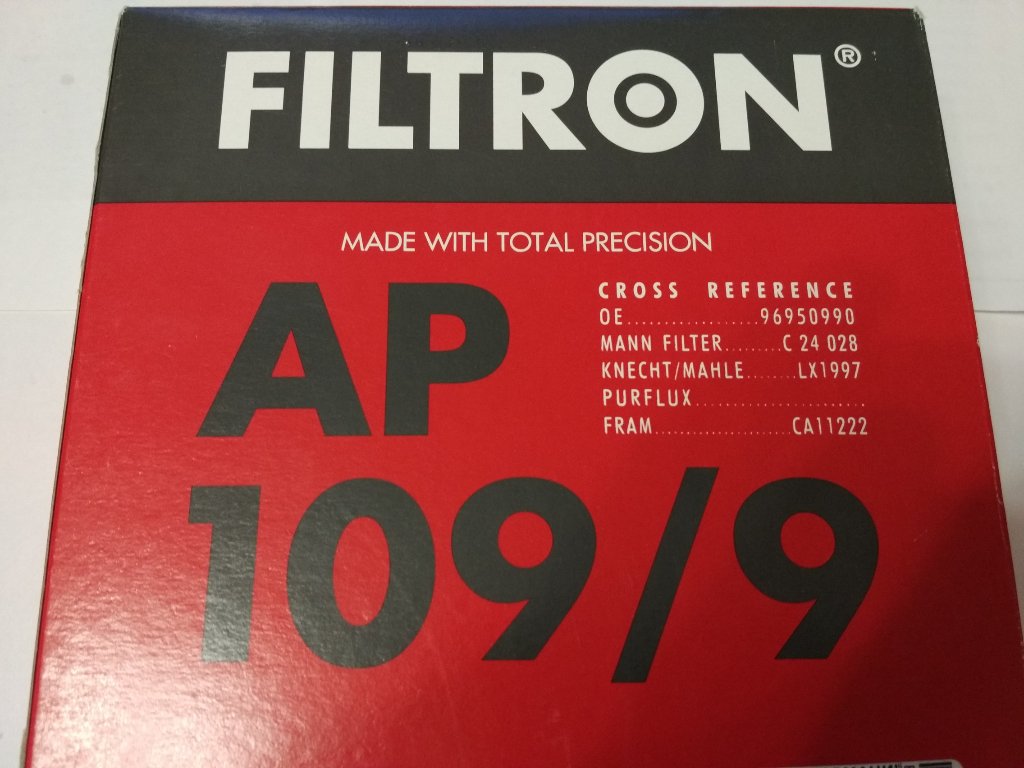 FILTRON®
MADE WITH TOTAL PRECISION
AP
109/9
CROSS REFERENCE
OE...................96950990
MANN FILTER.........C 24 028
KNECHT/MAHLE........LX1997
PURFLUX.......................
FRAM.....................CA11222